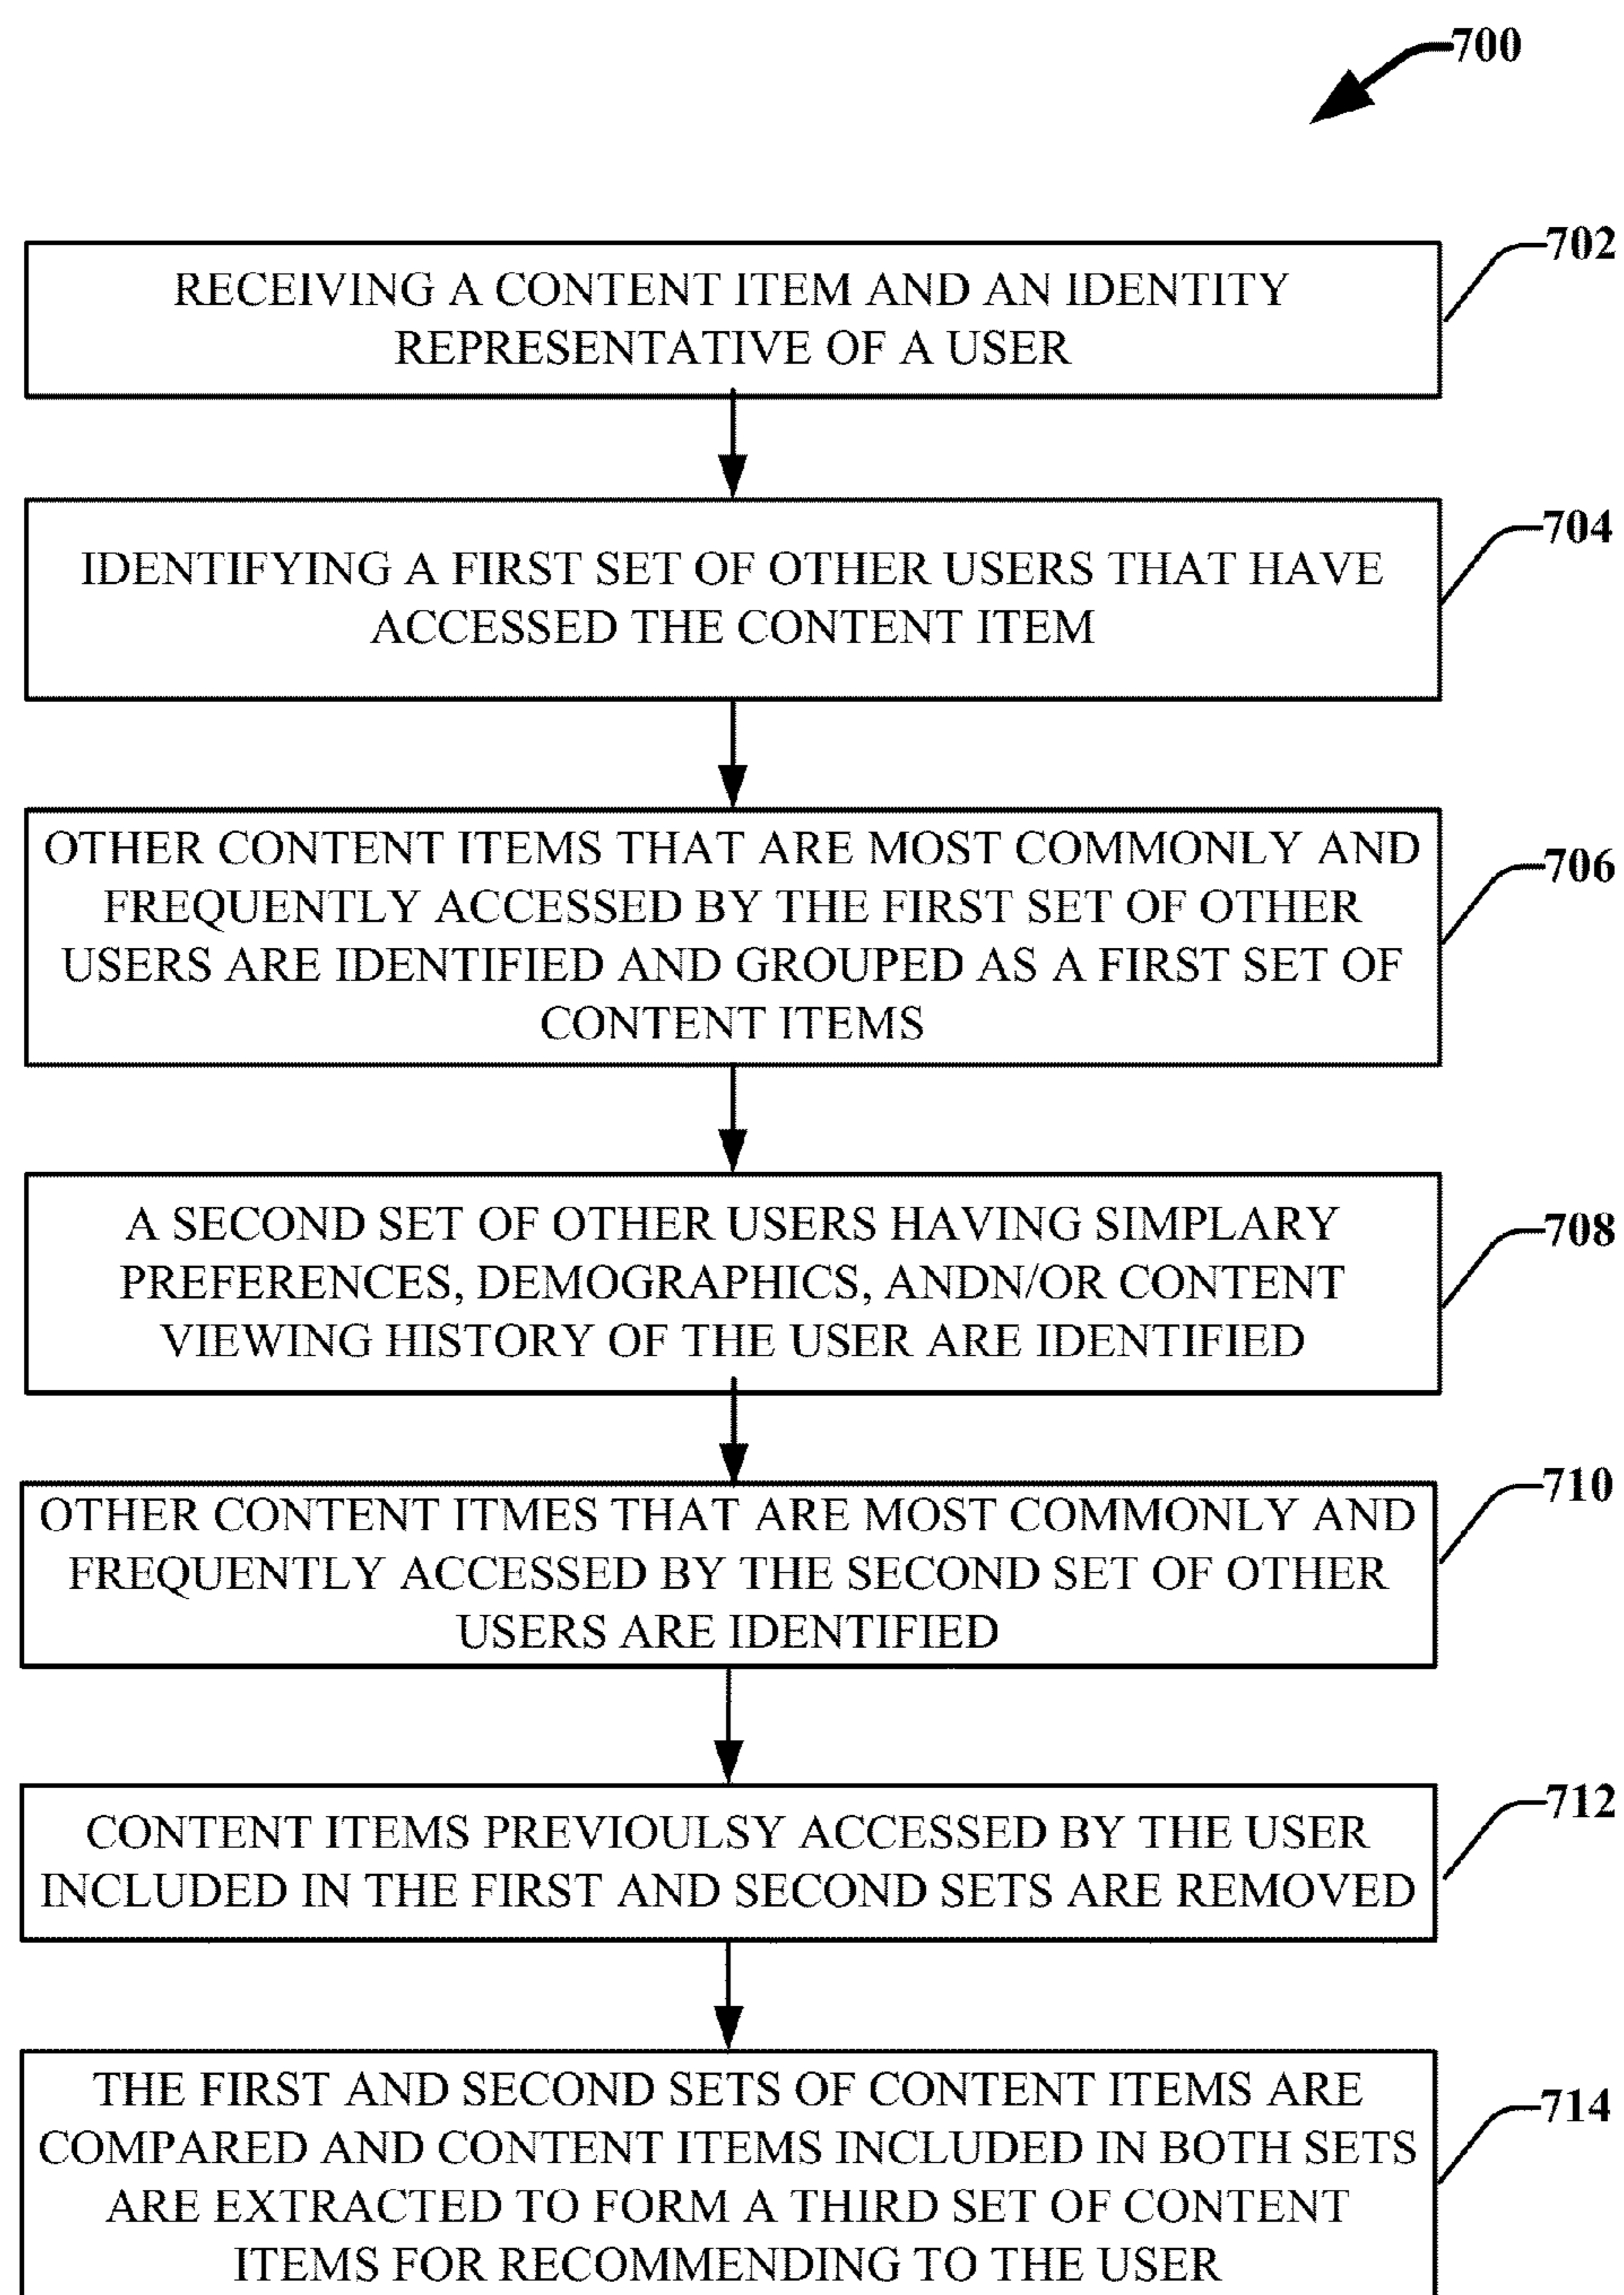 700
702
RECEIVING A CONTENT ITEM AND AN IDENTITY
REPRESENTATIVE OF A USER
704
IDENTIFYING A FIRST SET OF OTHER USERS THAT HAVE
ACCESSED THE CONTENT ITEM
706
OTHER CONTENT ITEMS THAT ARE MOST COMMONLY AND
FREQUENTLY ACCESSED BY THE FIRST SET OF OTHER
USERS ARE IDENTIFIED AND GROUPED AS A FIRST SET OF
CONTENT ITEMS
708
A SECOND SET OF OTHER USERS HAVING SIMPLARY
PREFERENCES, DEMOGRAPHICS, ANDN/OR CONTENT
VIEWING HISTORY OF THE USER ARE IDENTIFIED
710
OTHER CONTENT ITMES THAT ARE MOST COMMONLY AND
FREQUENTLY ACCESSED BY THE SECOND SET OF OTHER
USERS ARE IDENTIFIED
712
CONTENT ITEMS PREVIOULSY ACCESSED BY THE USER
INCLUDED IN THE FIRST AND SECOND SETS ARE REMOVED
714
THE FIRST AND SECOND SETS OF CONTENT ITEMS ARE
COMPARED AND CONTENT ITEMS INCLUDED IN BOTH SETS
ARE EXTRACTED TO FORM A THIRD SET OF CONTENT
ITEMS FOR RECOMMENDING TO THE USER